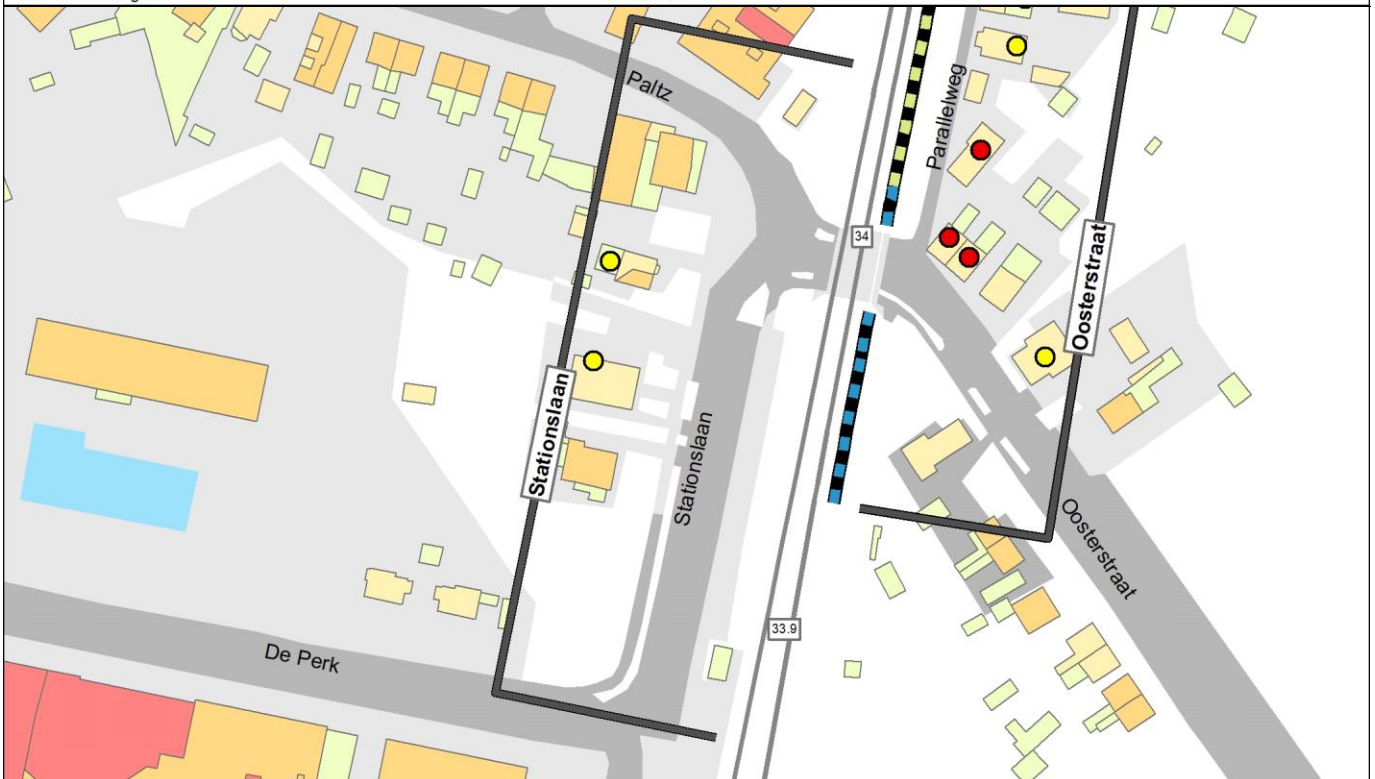 Paltz
Parallelweg
34
Oosterstraat
Stationslaan
Stationslaan
Oosterstraat
33.9
De Perk